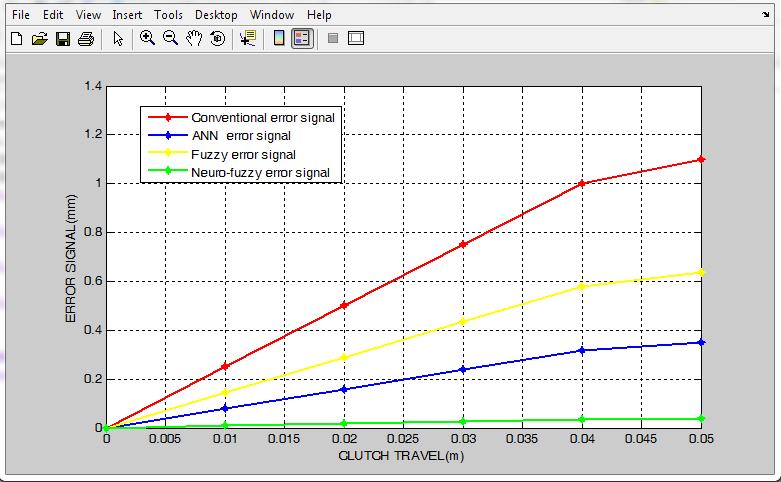 File Edit View Insert Tools Desktop Window Help
1.4
1.2
1
0.8
0.6
0.4
0.2
0
ERROR SIGNAL(mm)
Conventional error signal
ANN error signal
Fuzzy error signal
Neuro-fuzzy error signal
0 0.005 0.01 0.015 0.02 0.025 0.03 0.035 0.04 0.045 0.05
CLUTCH TRAVEL(m)